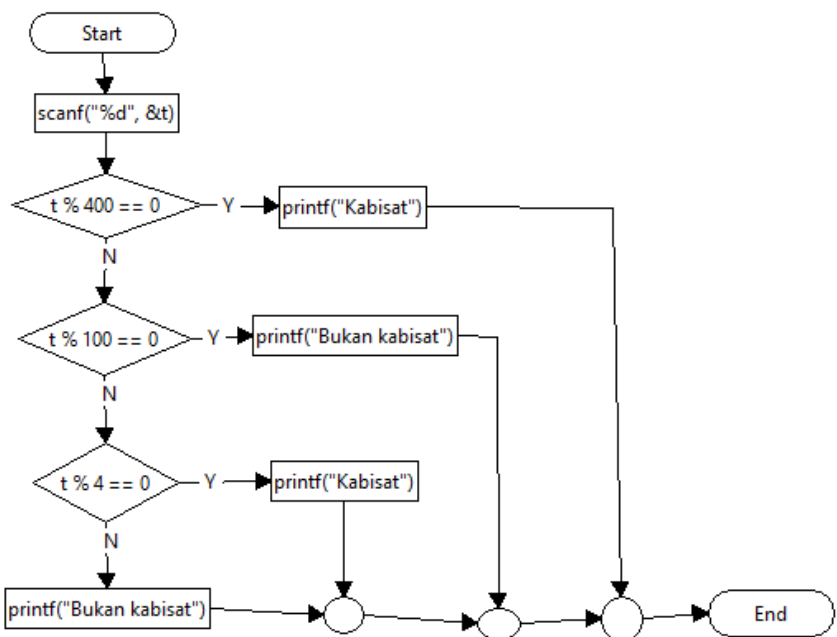 Start
scanf("%d", &t)
t % 400 == 0
Y
printf("Kabisat")
N
t % 100 == 0
Y
printf("Bukan kabisat")
N
t % 4 == 0
Y
printf("Kabisat")
N
printf("Bukan kabisat")
End